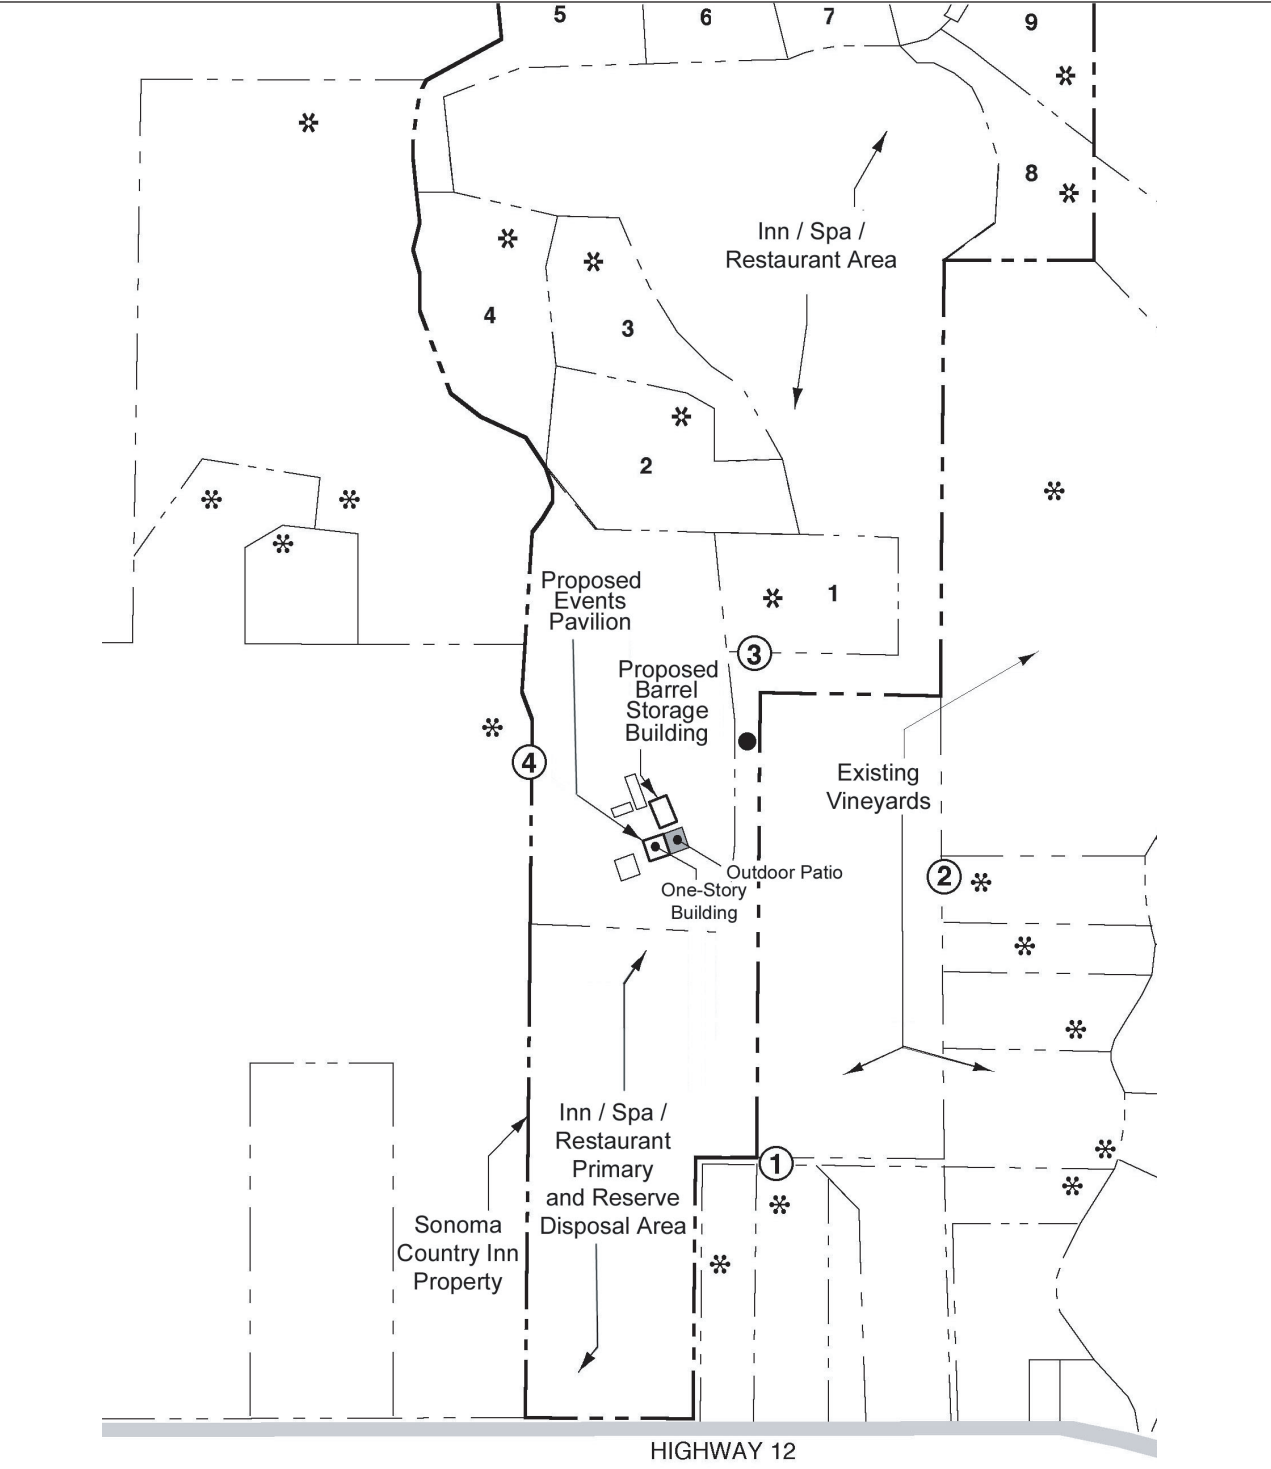 5
6
7
9
8
Inn / Spa /
Restaurant Area
4
3
2
1
Proposed
Events
Pavilion
3
Proposed
Barrel
Storage
Building
4
Existing
Vineyards
Outdoor Patio
2
One-Story
Building
Inn / Spa /
Restaurant
Primary
and Reserve
Disposal Area
1
Sonoma
Country Inn
Property
HIGHWAY 12